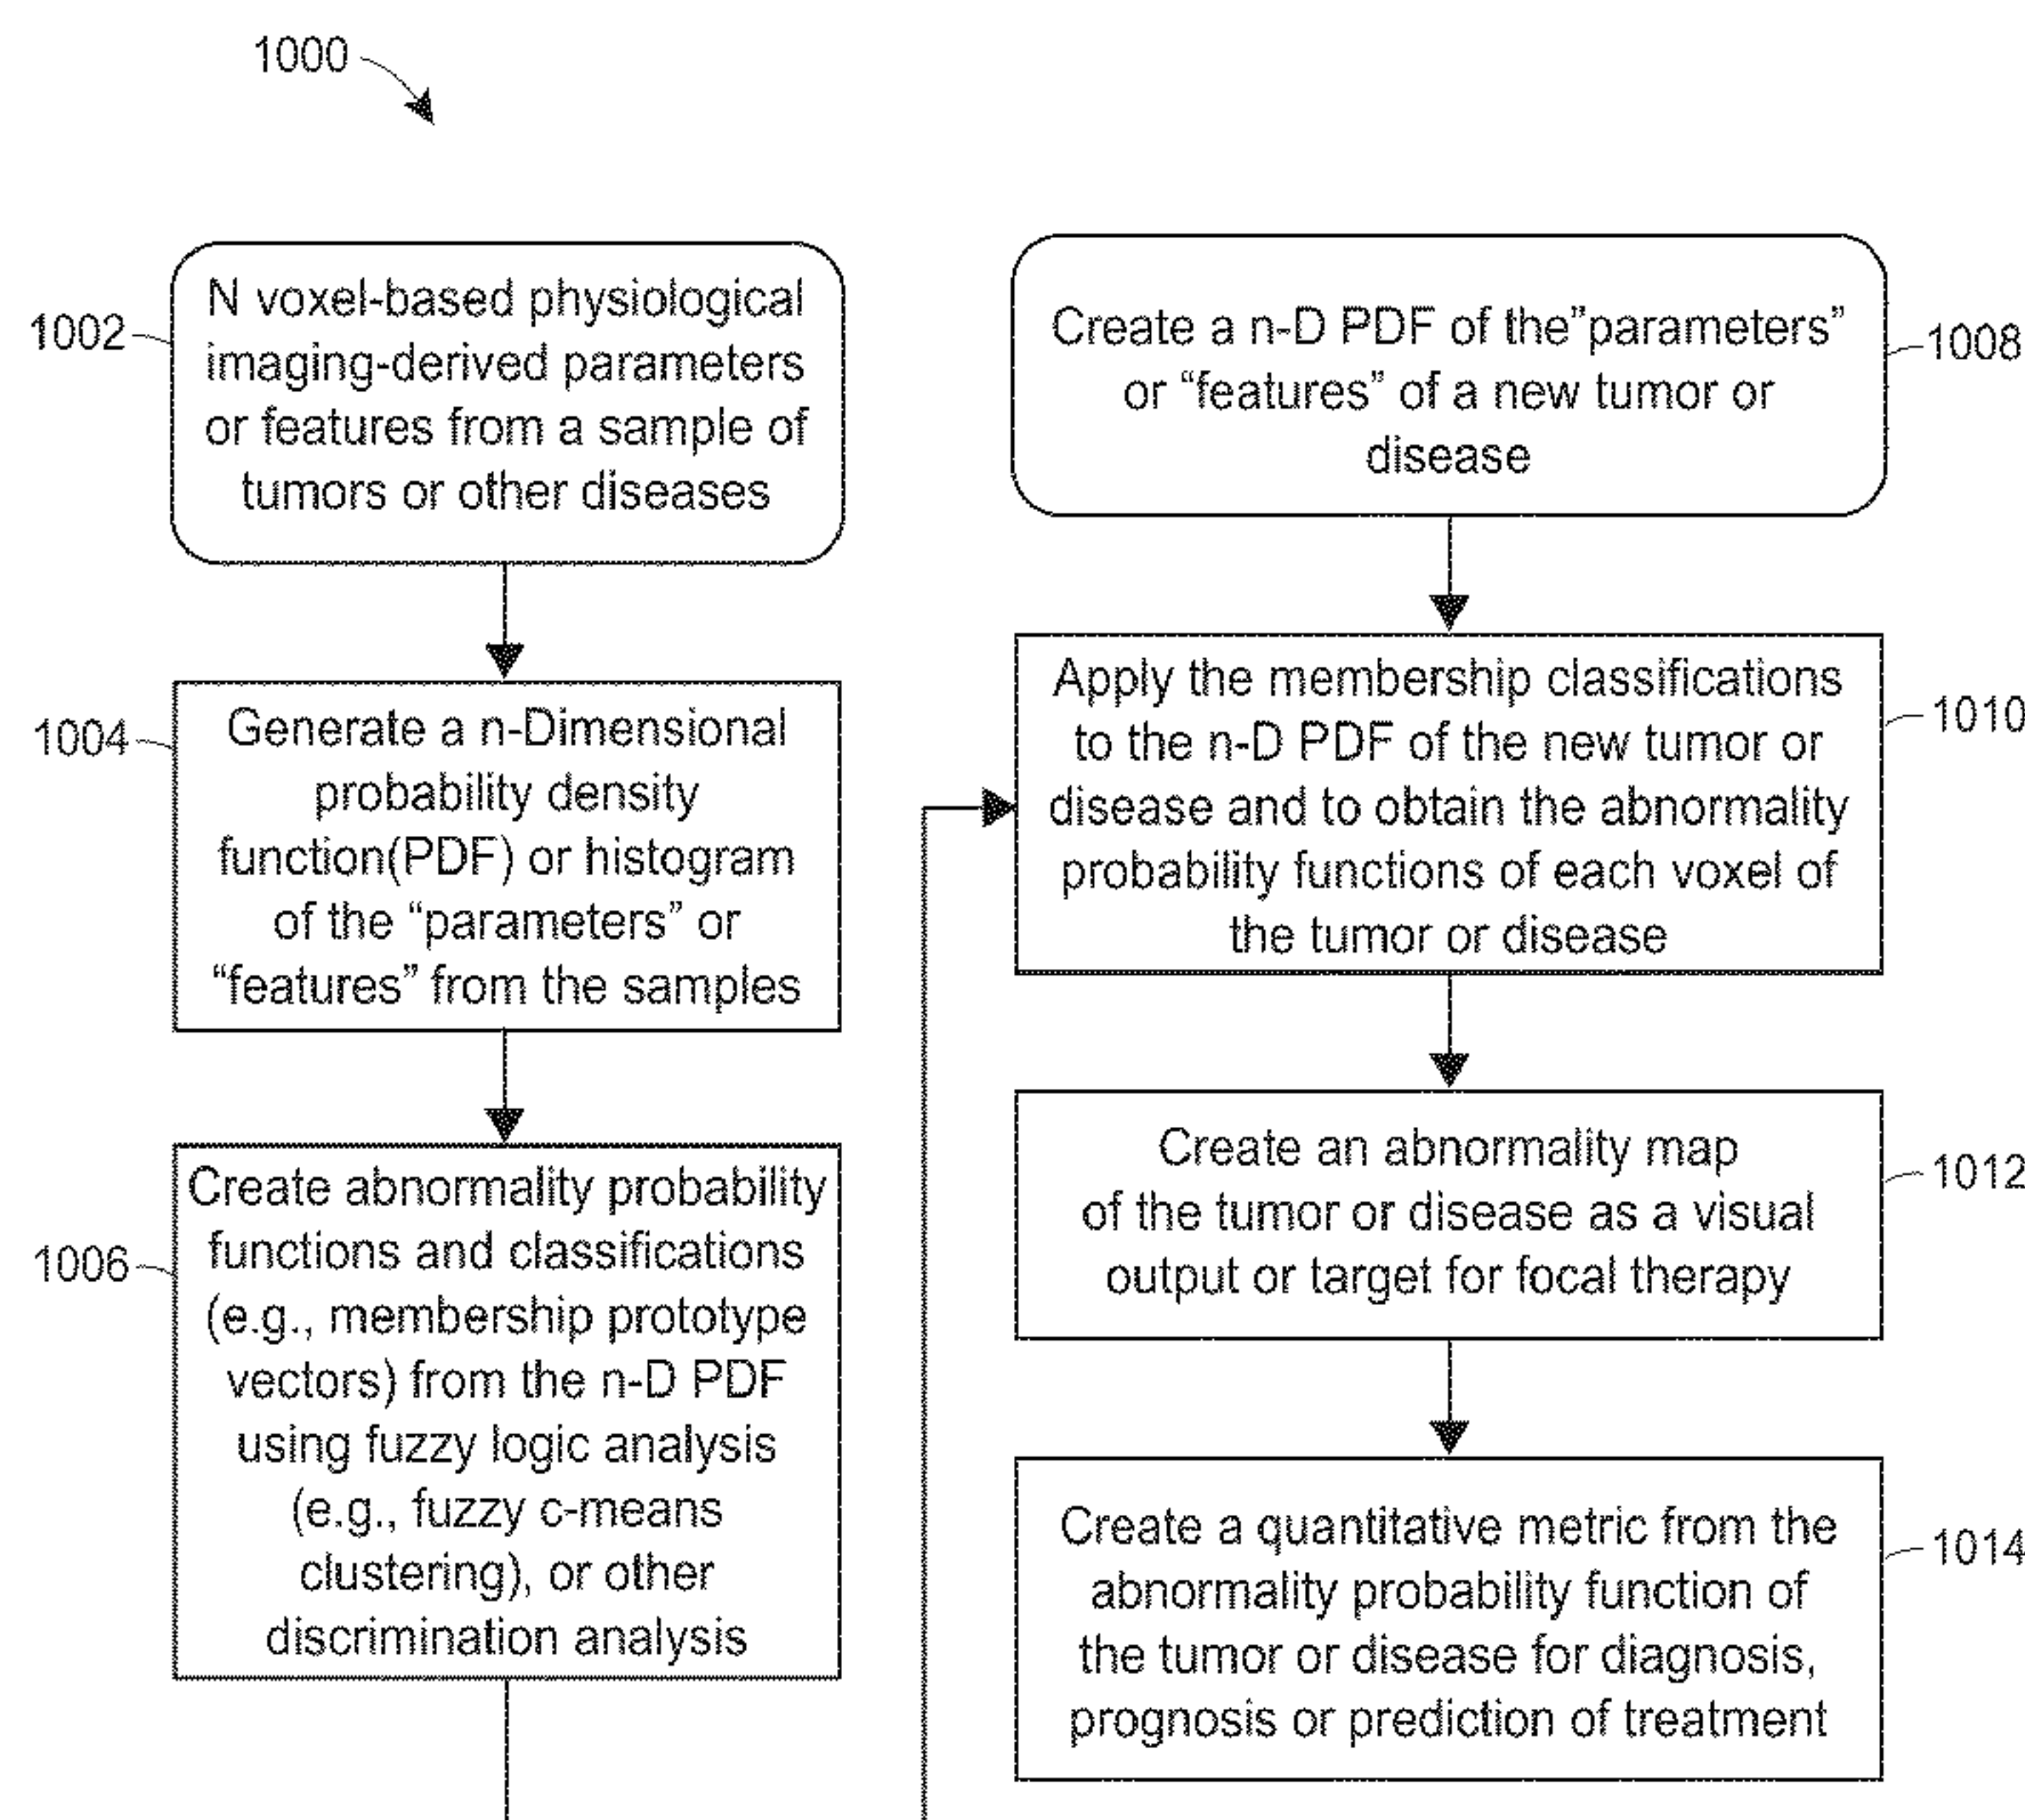 1000
1002
N voxel-based physiological
imaging-derived parameters
or features from a sample of
tumors or other diseases
1004
Generate a n-Dimensional
probability density
function(PDF) or histogram
of the “parameters” or
“features” from the samples
1006
Create abnormality probability
functions and classifications
(e.g., membership prototype
vectors) from the n-D PDF
using fuzzy logic analysis
(e.g., fuzzy c-means
clustering), or other
discrimination analysis
Create a n-D PDF of the”parameters”
or “features” of a new tumor or
disease
1008
Apply the membership classifications
to the n-D PDF of the new tumor or
disease and to obtain the abnormality
probability functions of each voxel of
the tumor or disease
1010
Create an abnormality map
of the tumor or disease as a visual
output or target for focal therapy
1012
Create a quantitative metric from the
abnormality probability function of
the tumor or disease for diagnosis,
prognosis or prediction of treatment
1014